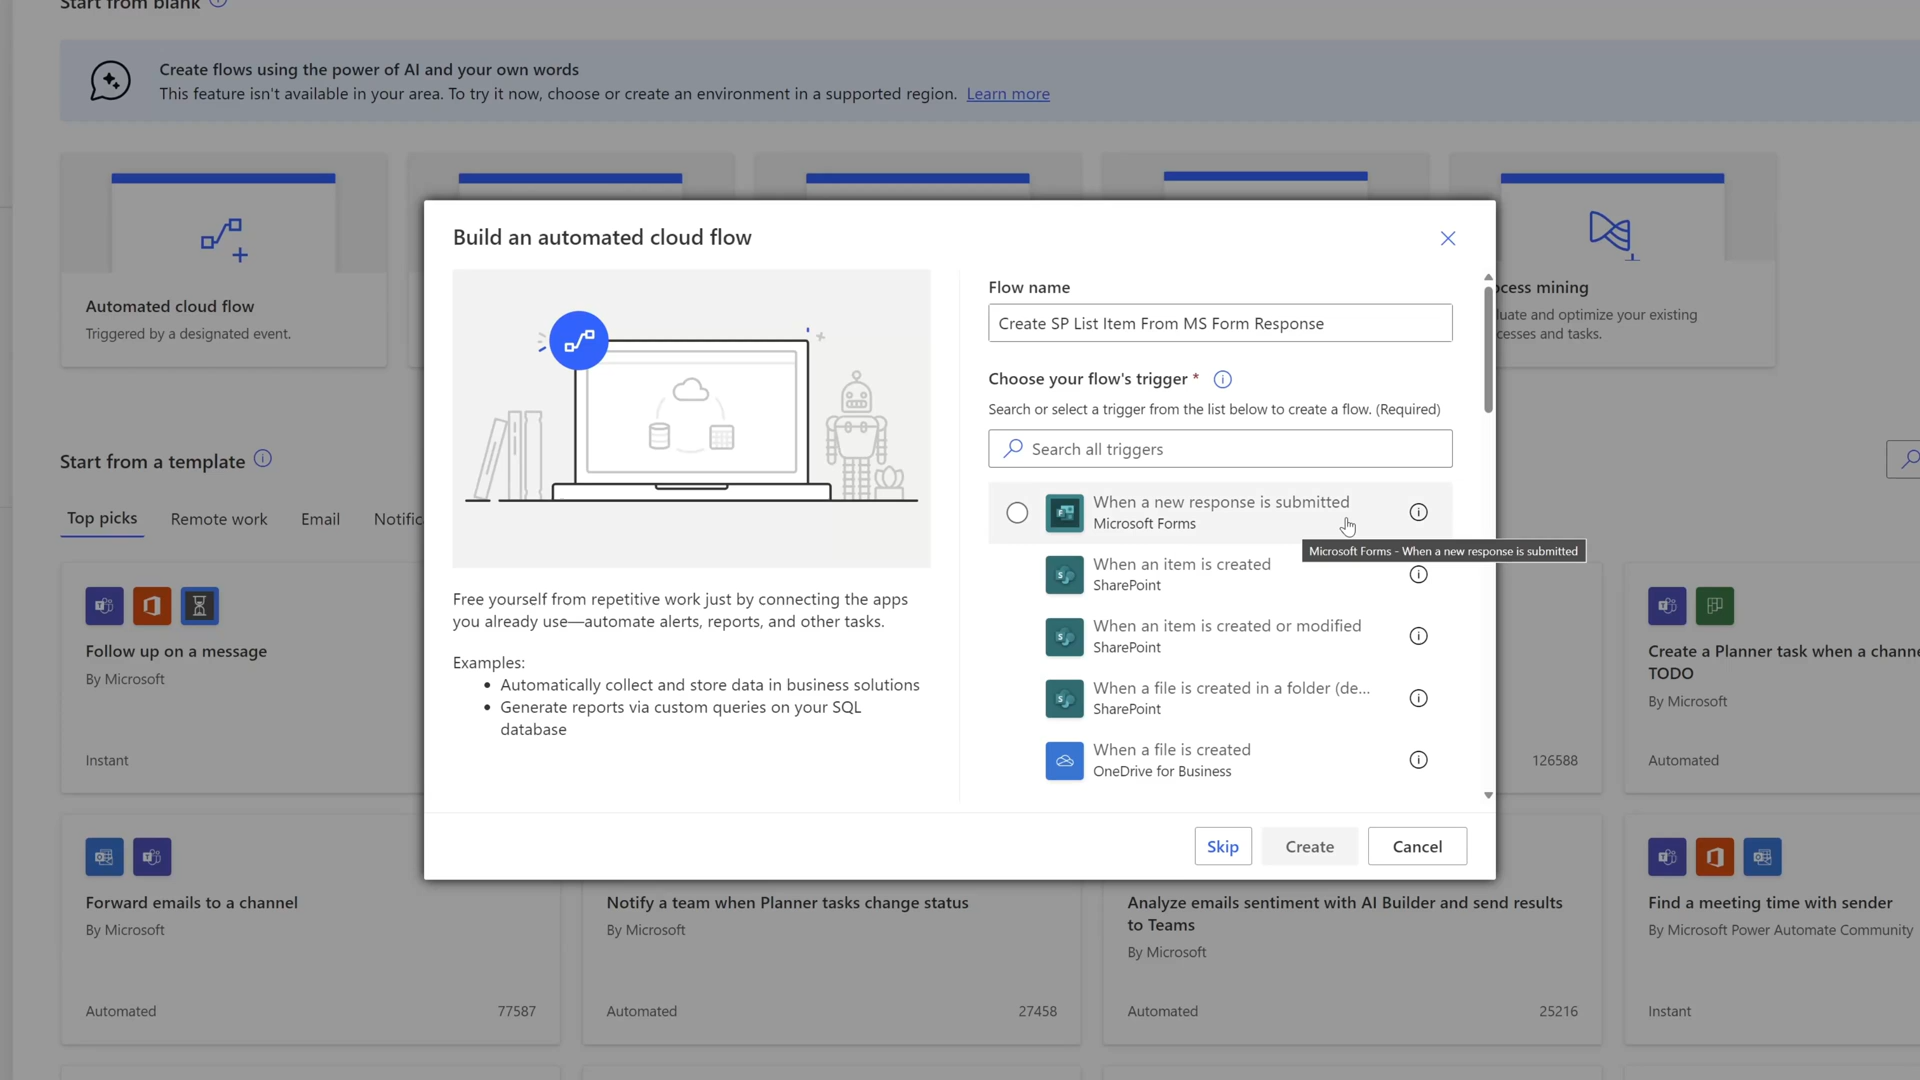 Start from blank
Create flows using the power of AI and your own words
This feature isn't available in your area. To try it now, choose or create an environment in a supported region. Learn more
Automated cloud flow
Triggered by a designated event.
Build an automated cloud flow
Free yourself from repetitive work just by connecting the apps
you already use—automate alerts, reports, and other tasks.
Examples:
• Automatically collect and store data in business solutions
• Generate reports via custom queries on your SQL
database
Flow name
Create SP List Item From MS Form Response
Choose your flow's trigger *
Search or select a trigger from the list below to create a flow. (Required)
Search all triggers
When a new response is submitted
Microsoft Forms
Microsoft Forms - When a new response is submitted
When an item is created
SharePoint
When an item is created or modified
SharePoint
When a file is created in a folder (de...
SharePoint
When a file is created
OneDrive for Business
Skip
Create
Cancel
ocess mining
luate and optimize your existing
cesses and tasks.
Start from a template
Top picks
Remote work
Email
Notific
Follow up on a message
By Microsoft
Instant
126588
Create a Planner task when a channe
TODO
By Microsoft
Automated
Forward emails to a channel
By Microsoft
Automated
77587
Notify a team when Planner tasks change status
By Microsoft
Automated
27458
Analyze emails sentiment with AI Builder and send results
to Teams
By Microsoft
Automated
25216
Find a meeting time with sender
By Microsoft Power Automate Community
Instant